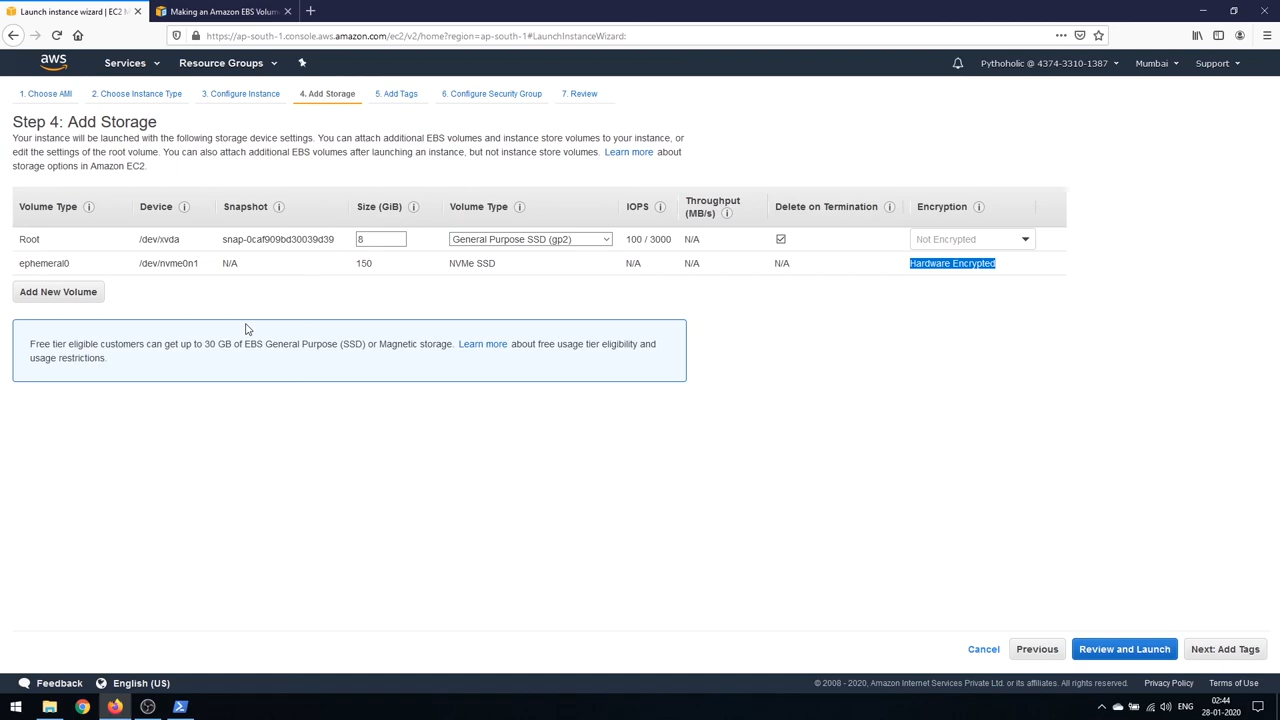 Launch instance wizard | EC2 M
Making an Amazon EBS Volum
https://ap-south-1.console.aws.amazon.com/ec2/v2/home?region=ap-south-1#LaunchInstanceWizard:
aws
Services
Resource Groups
Pythoholic @ 4374-3310-1387
Mumbai
Support
1. Choose AMI
2. Choose Instance Type
3. Configure Instance
4. Add Storage
5. Add Tags
6. Configure Security Group
7. Review
Step 4: Add Storage
Your instance will be launched with the following storage device settings. You can attach additional EBS volumes and instance store volumes to your instance, or
edit the settings of the root volume. You can also attach additional EBS volumes after launching an instance, but not instance store volumes. Learn more about
storage options in Amazon EC2.
Volume Type
Device
Snapshot
Size (GiB)
Volume Type
IOPS
Throughput
(MB/s)
Delete on Termination
Encryption
Root
/dev/xvda
snap-0caf909bd30039d39
8
General Purpose SSD (gp2)
100 / 3000
N/A
Not Encrypted
ephemeral0
/dev/nvme0n1
N/A
150
NVMe SSD
N/A
N/A
N/A
Hardware Encrypted
Add New Volume
Free tier eligible customers can get up to 30 GB of EBS General Purpose (SSD) or Magnetic storage. Learn more about free usage tier eligibility and
usage restrictions.
Cancel
Previous
Review and Launch
Next: Add Tags
Feedback
English (US)
© 2008 - 2020, Amazon Internet Services Private Ltd. or its affiliates. All rights reserved.
Privacy Policy
Terms of Use
ENG
02:44
28-01-2020